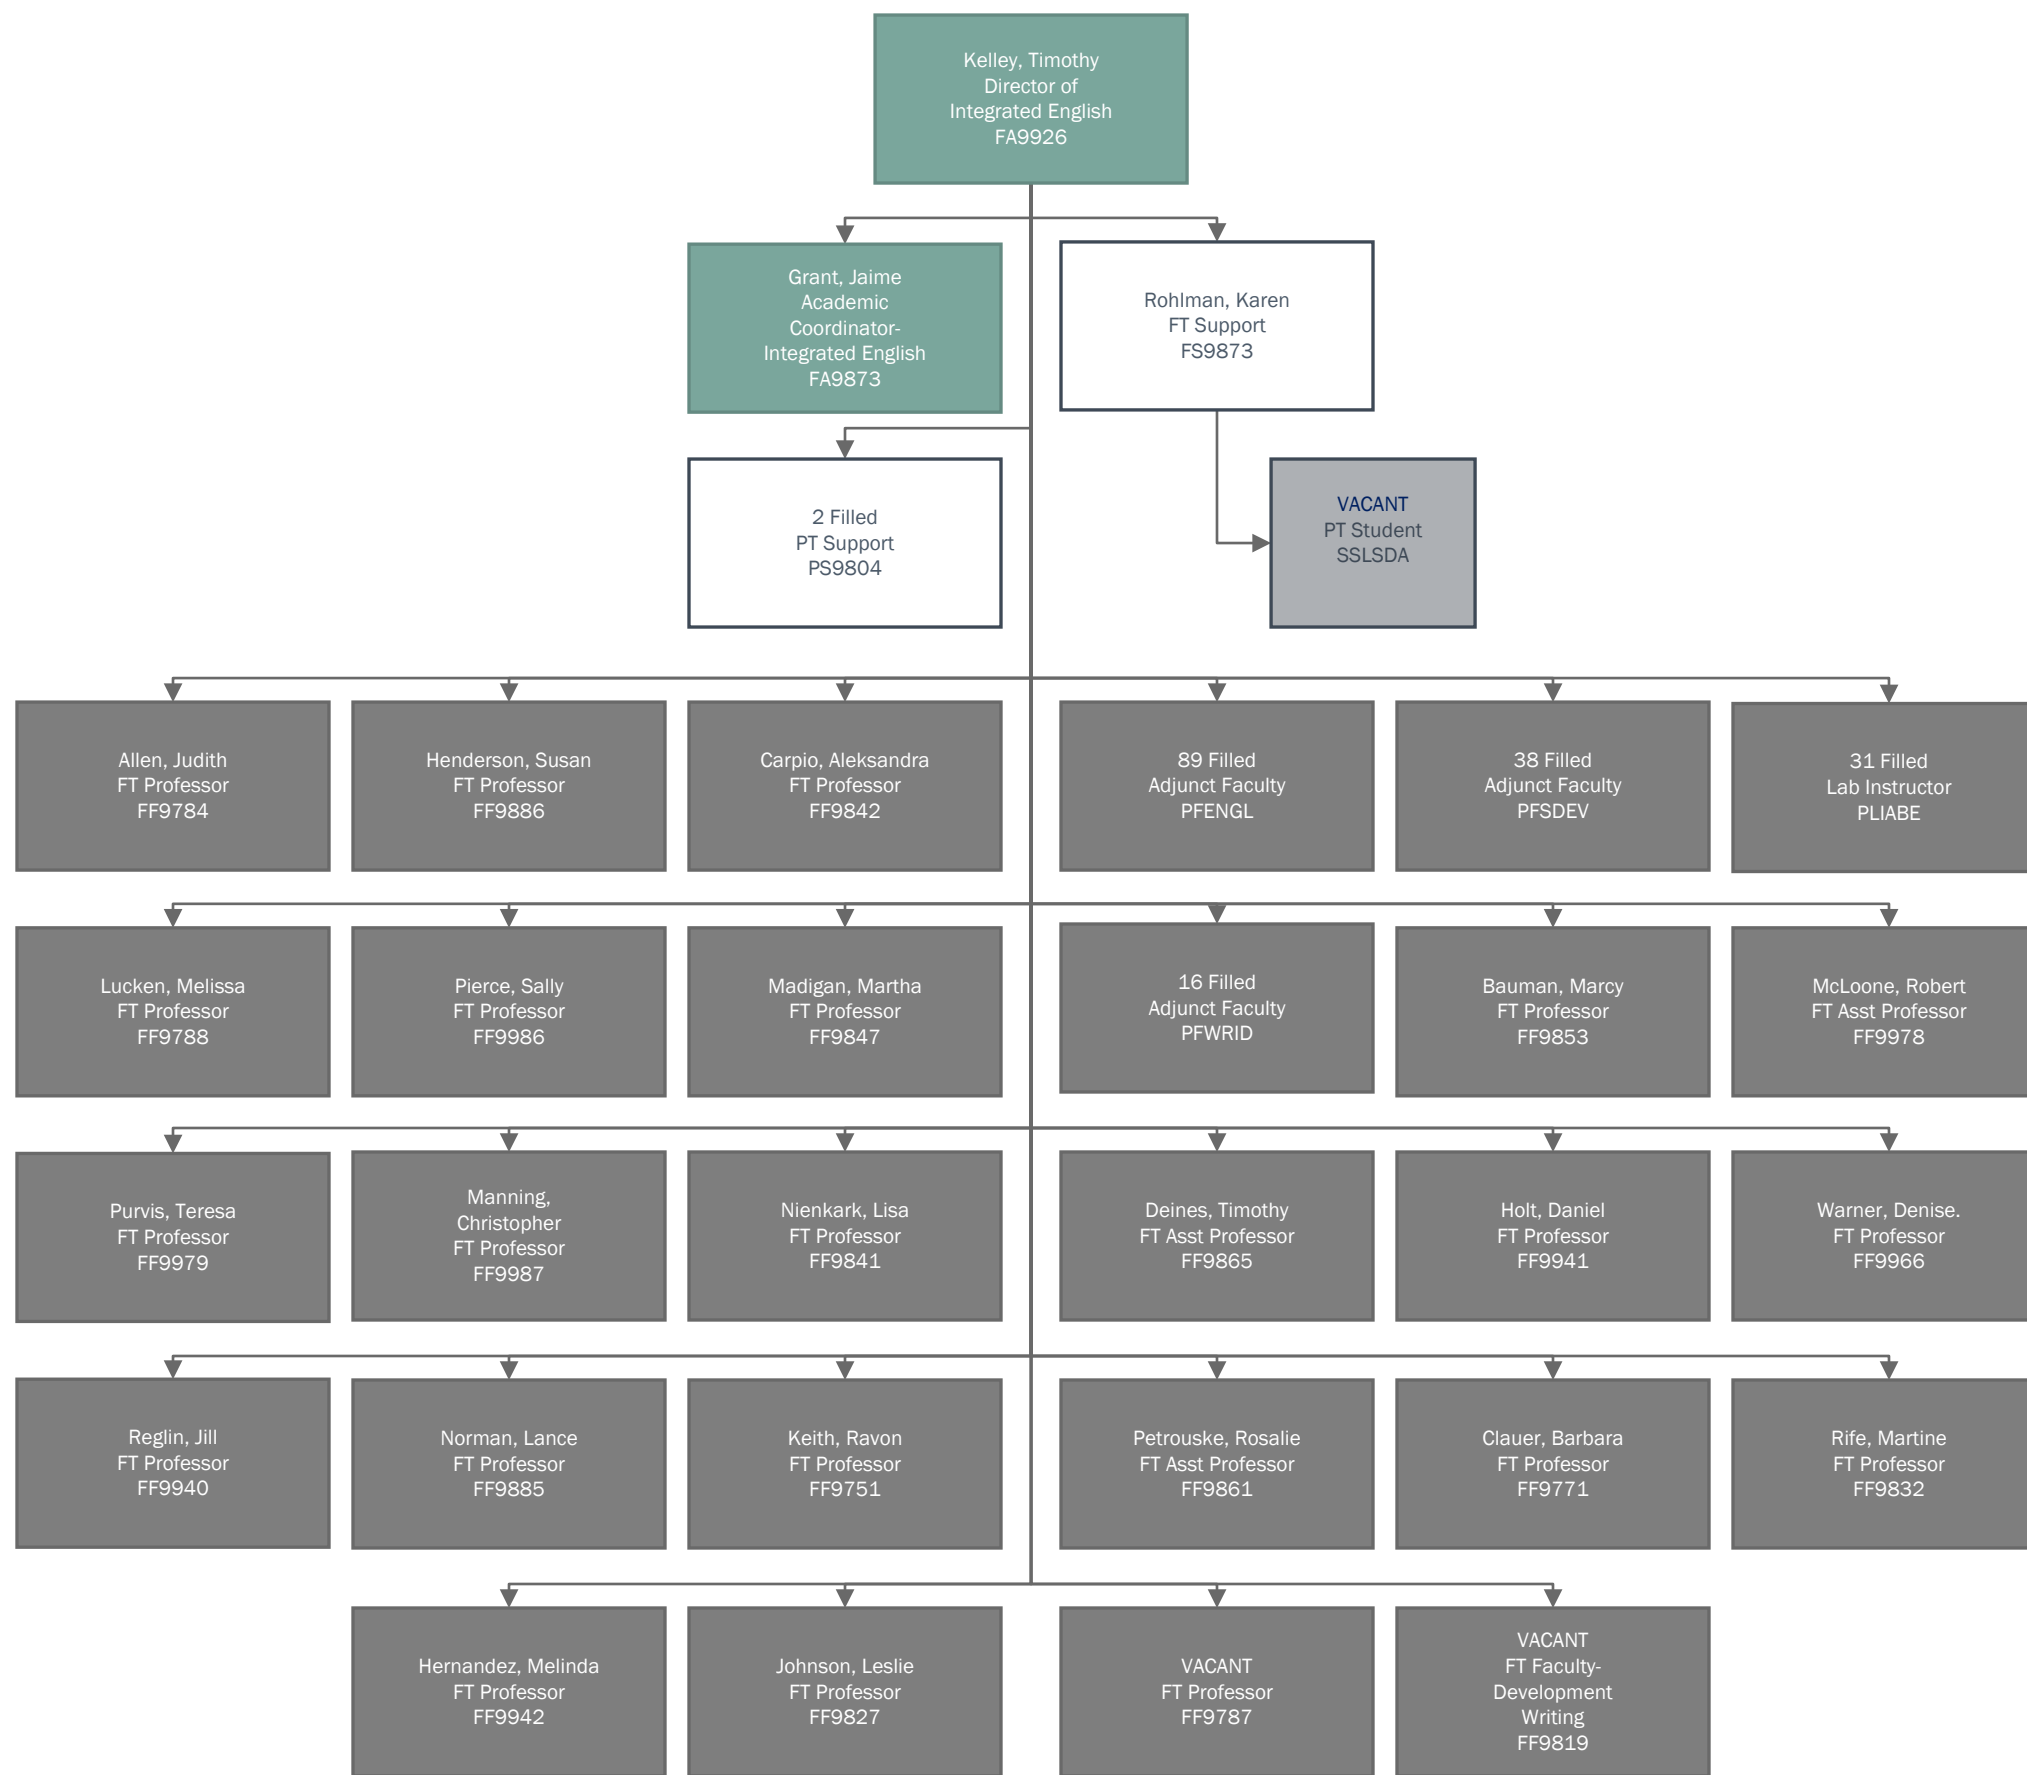 Kelley, Timothy
Director of
Integrated English
FA9926
Grant, Jaime
Academic
Coordinator-
Integrated English
FA9873
Rohlman, Karen
FT Support
FS9873
2 Filled
PT Support
PS9804
VACANT
PT Student
SSLSDA
Allen, Judith
FT Professor
FF9784
Henderson, Susan
FT Professor
FF9886
Carpio, Aleksandra
FT Professor
FF9842
89 Filled
Adjunct Faculty
PFENGL
38 Filled
Adjunct Faculty
PFSDEV
31 Filled
Lab Instructor
PLIABE
Lucken, Melissa
FT Professor
FF9788
Pierce, Sally
FT Professor
FF9986
Madigan, Martha
FT Professor
FF9847
16 Filled
Adjunct Faculty
PFWRID
Bauman, Marcy
FT Professor
FF9853
McLoone, Robert
FT Asst Professor
FF9978
Purvis, Teresa
FT Professor
FF9979
Manning,
Christopher
FT Professor
FF9987
Nienkark, Lisa
FT Professor
FF9841
Deines, Timothy
FT Asst Professor
FF9865
Holt, Daniel
FT Professor
FF9941
Warner, Denise.
FT Professor
FF9966
Reglin, Jill
FT Professor
FF9940
Norman, Lance
FT Professor
FF9885
Keith, Ravon
FT Professor
FF9751
Petrouske, Rosalie
FT Asst Professor
FF9861
Clauer, Barbara
FT Professor
FF9771
Rife, Martine
FT Professor
FF9832
Hernandez, Melinda
FT Professor
FF9942
Johnson, Leslie
FT Professor
FF9827
VACANT
FT Professor
FF9787
VACANT
FT Faculty-
Development
Writing
FF9819